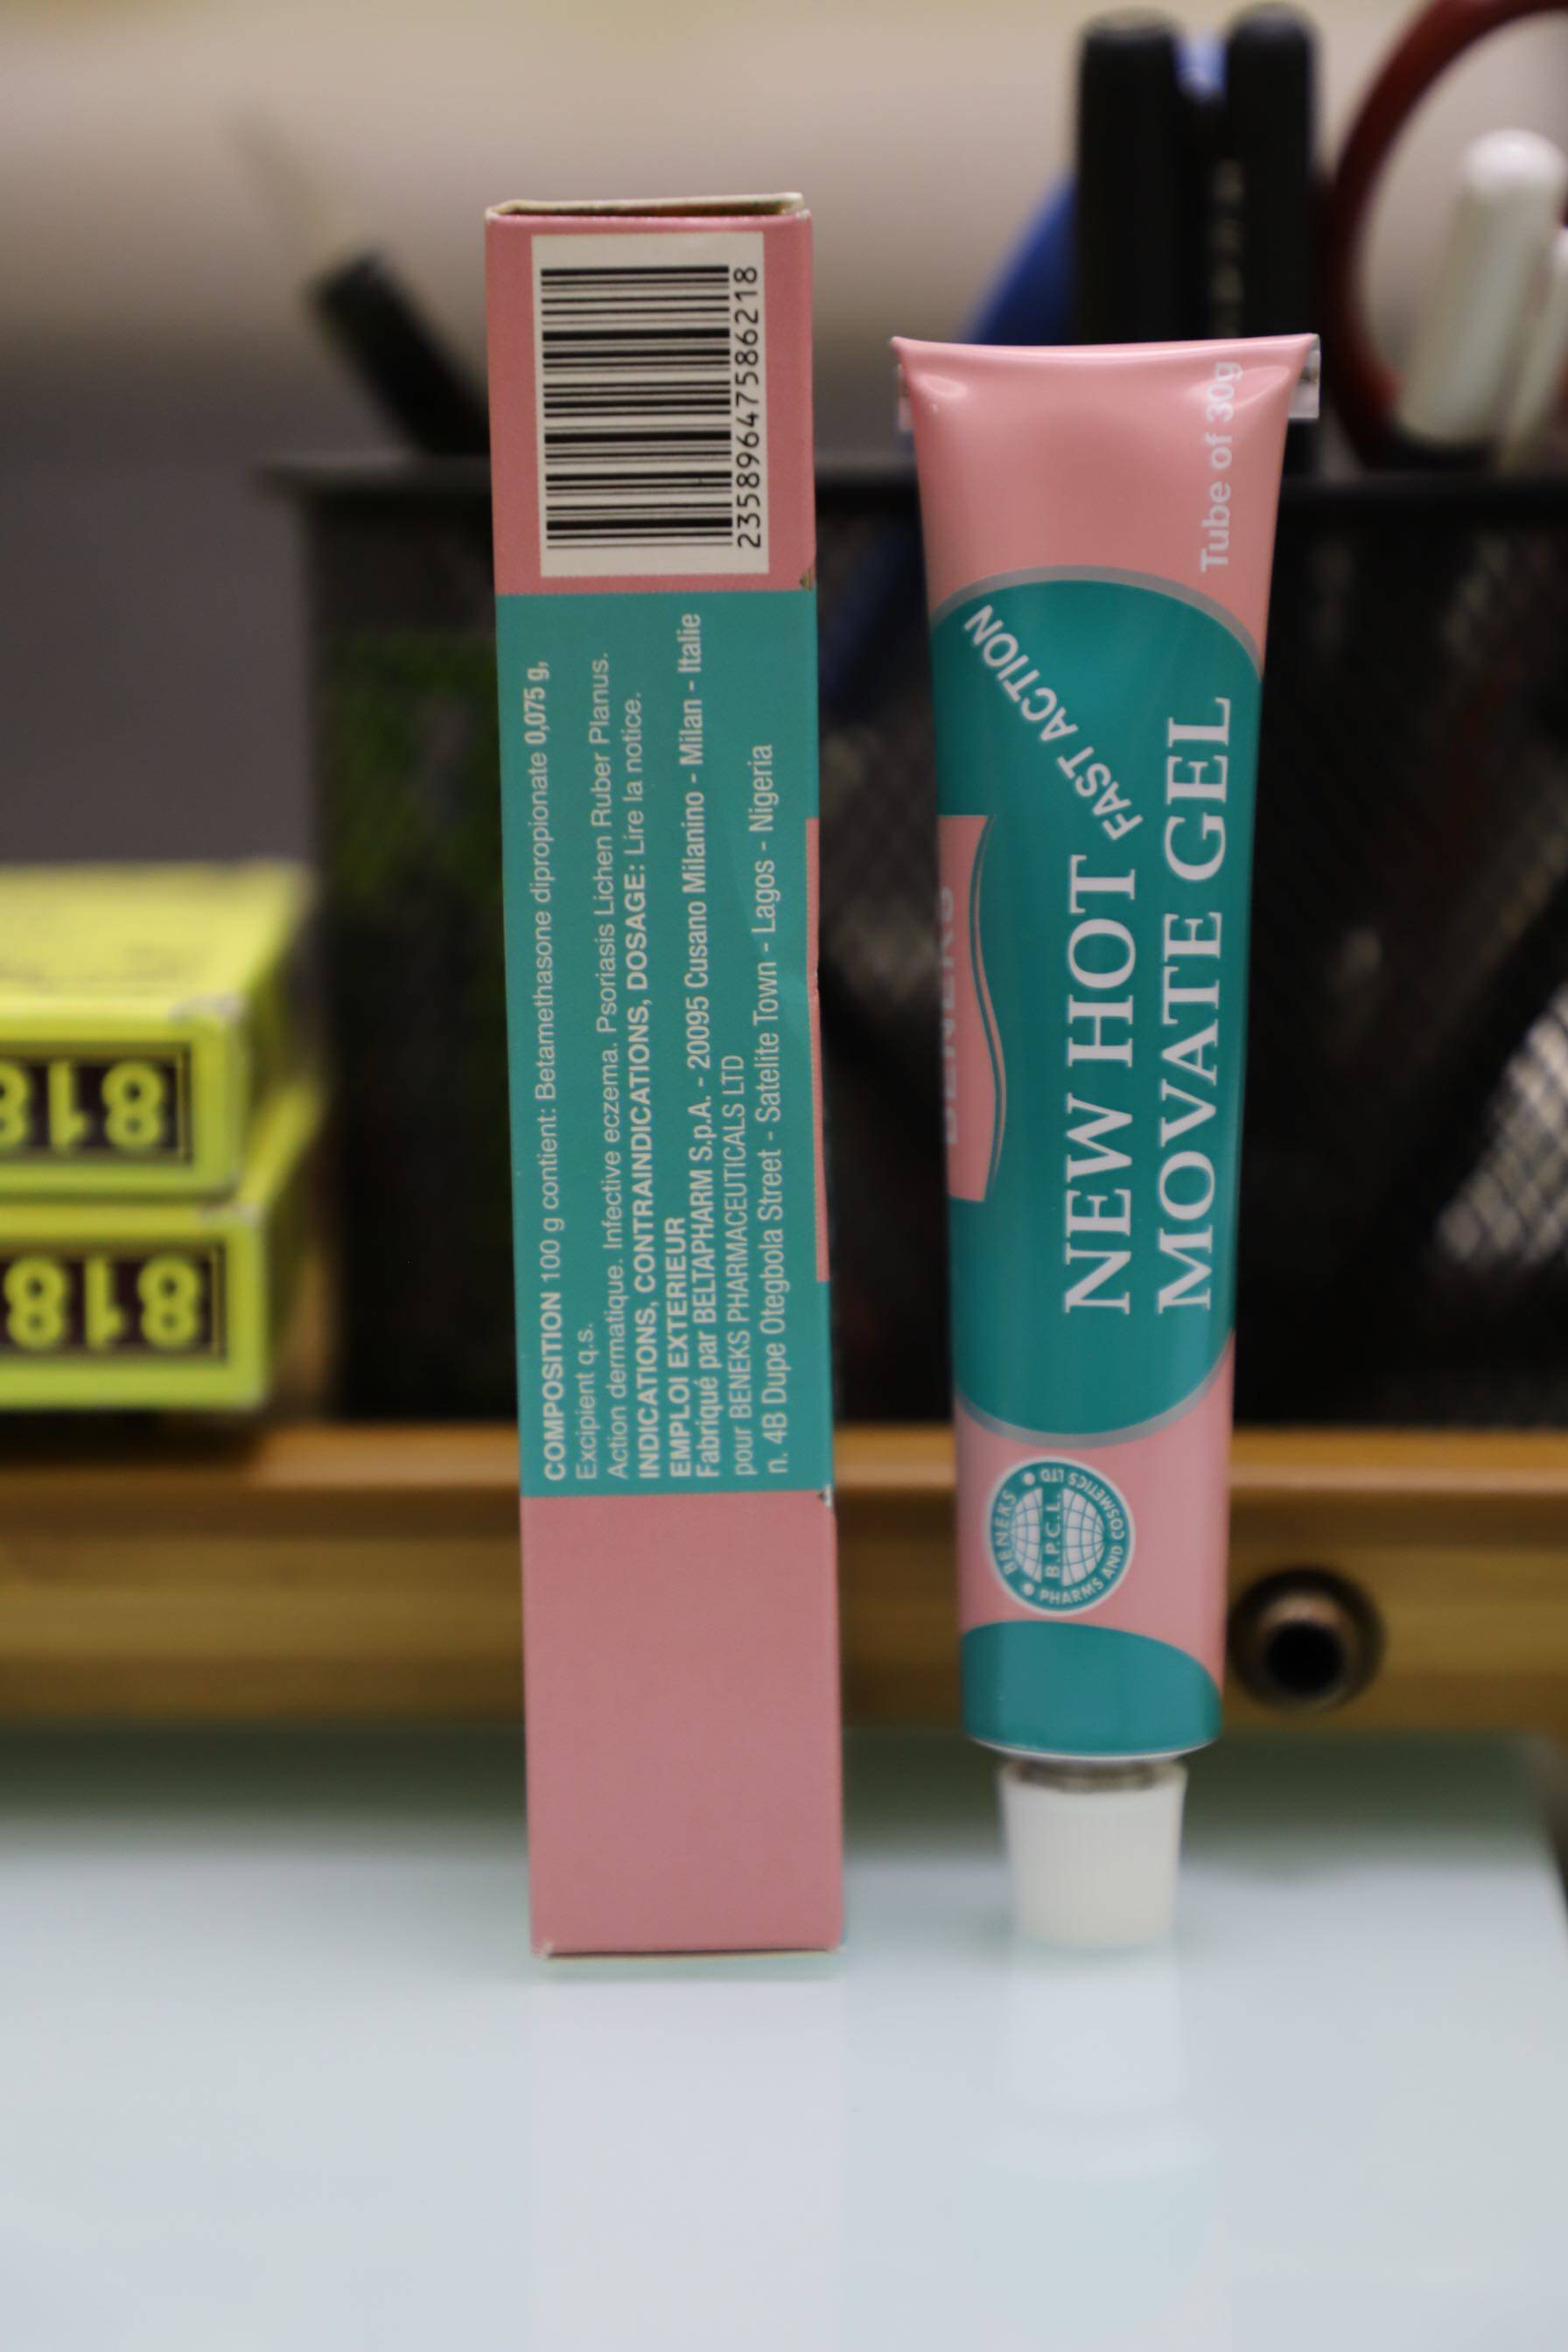 23589647586218
COMPOSITION 100 g contient: Betamethasone dipropionate 0,075 g,
Excipient q.s.
Action dermatique. Infective eczema. Psoriasis Lichen Ruber Planus.
INDICATIONS, CONTRAINDICATIONS, DOSAGE: Lire la notice.
EMPLOI EXTERIEUR
Fabriqué par BELTAPHARM S.p.A. - 20095 Cusano Milanino - Milan - Italie
pour BENEKS PHARMACEUTICALS LTD
n. 4B Dupe Otegbola Street - Satelite Town - Lagos - Nigeria
Tube of 30g
FAST ACTION
NEW HOT
MOVATE GEL
BENEKS
B.P.C.L.
PHARMS AND COSMETICS LTD
818
818